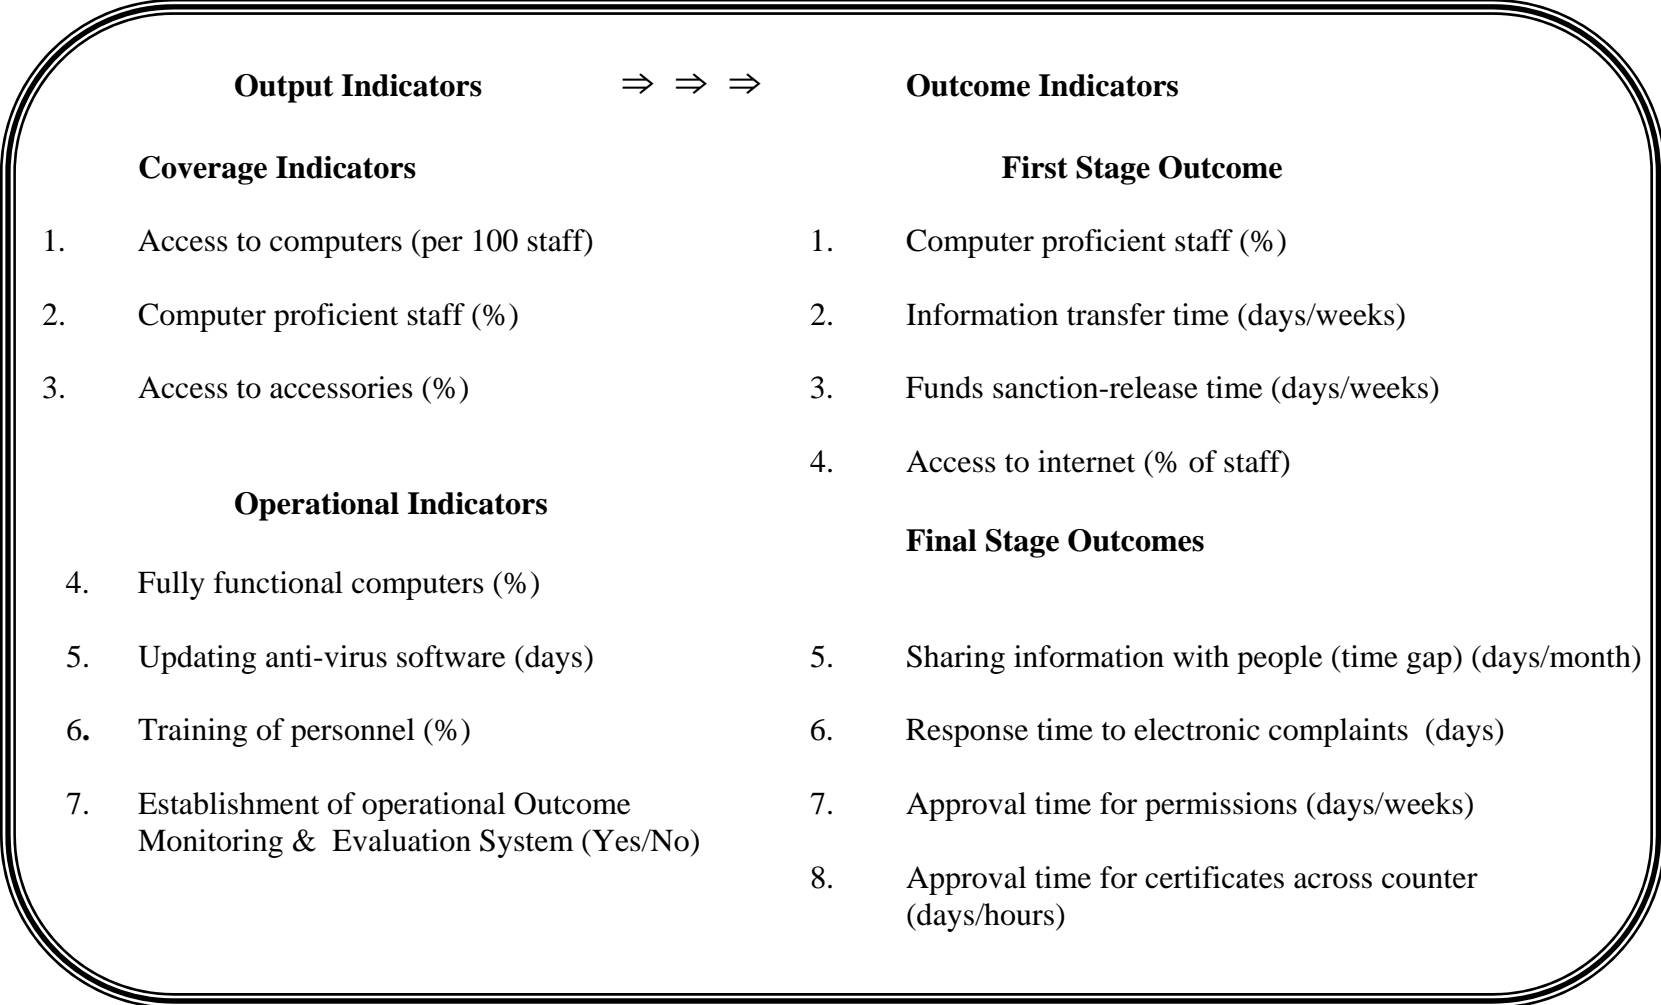 Output Indicators ⇒ ⇒ ⇒ Outcome Indicators
Coverage Indicators
1. Access to computers (per 100 staff)
2. Computer proficient staff (%)
3. Access to accessories (%)
Operational Indicators
4. Fully functional computers (%)
5. Updating anti-virus software (days)
6. Training of personnel (%)
7. Establishment of operational Outcome
Monitoring & Evaluation System (Yes/No)
First Stage Outcome
1. Computer proficient staff (%)
2. Information transfer time (days/weeks)
3. Funds sanction-release time (days/weeks)
4. Access to internet (% of staff)
Final Stage Outcomes
5. Sharing information with people (time gap) (days/month)
6. Response time to electronic complaints (days)
7. Approval time for permissions (days/weeks)
8. Approval time for certificates across counter
(days/hours)